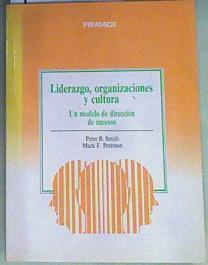 PIRAMIDE
Liderazgo, organizaciones
y cultura
Un modelo de dirección
de sucesos
Peter B. Smith
Mark F. Peterson